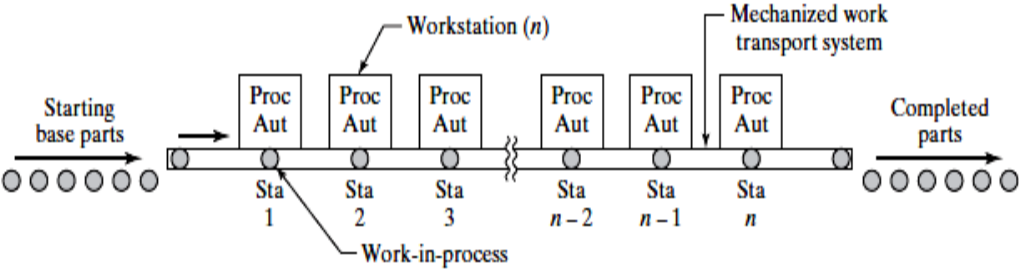 Workstation (n)
Mechanized work
transport system
Starting
base parts
Proc
Aut
Proc
Aut
Proc
Aut
Proc
Aut
Proc
Aut
Proc
Aut
Completed
parts
Sta
1
Sta
2
Sta
3
Sta
n – 2
Sta
n – 1
Sta
n
Work-in-process